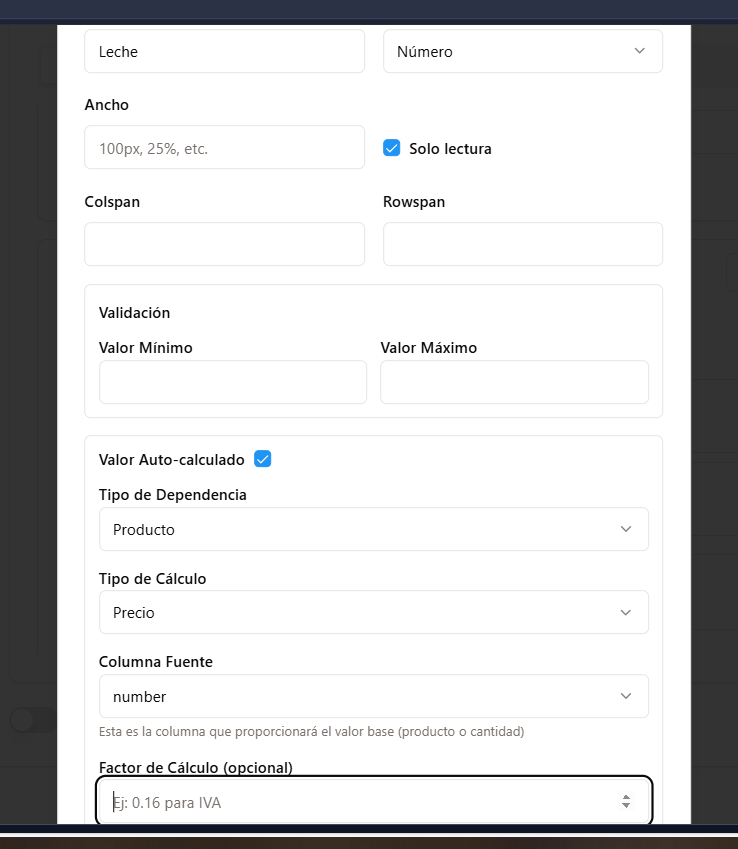 Leche Número
Ancho
100px, 25%, etc. Solo lectura
Colspan Rowspan
Validación
Valor Mínimo Valor Máximo
Valor Auto-calculado
Tipo de Dependencia
Producto
Tipo de Cálculo
Precio
Columna Fuente
number
Esta es la columna que proporcionará el valor base (producto o cantidad)
Factor de Cálculo (opcional)
Ej: 0.16 para IVA